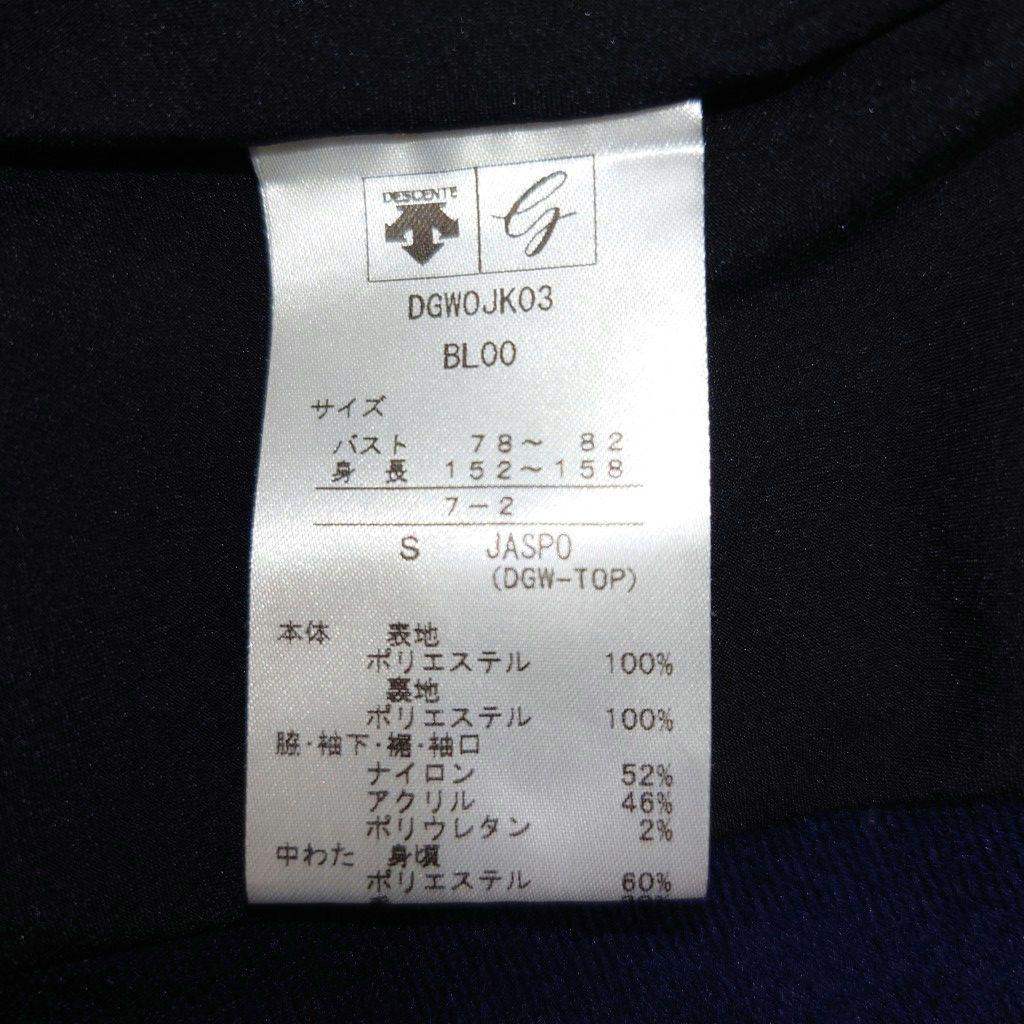 DESCENTE
G
DGWOJK03
BL00
サイズ
バスト 78～ 82
身 長 152～158
7-2
S JASPO
(DGW-TOP)
本体 表地
ポリエステル 100%
裏地
ポリエステル 100%
脇・袖下・裾・袖口
ナイロン 52%
アクリル 46%
ポリウレタン 2%
中わた 身頃
ポリエステル 60%